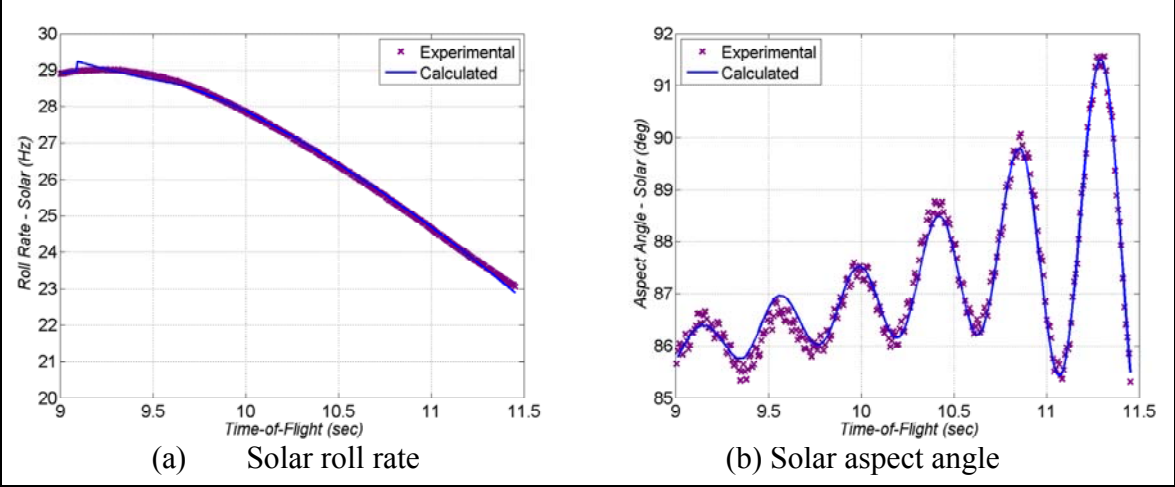 30
29
28
27
26
25
24
23
22
21
20
Roll Rate - Solar (Hz)
Experimental
Calculated
9 9.5 10 10.5 11 11.5
Time-of-Flight (sec)
(a) Solar roll rate
92
91
90
89
88
87
86
85
Aspect Angle - Solar (deg)
Experimental
Calculated
9 9.5 10 10.5 11 11.5
Time-of-Flight (sec)
(b) Solar aspect angle